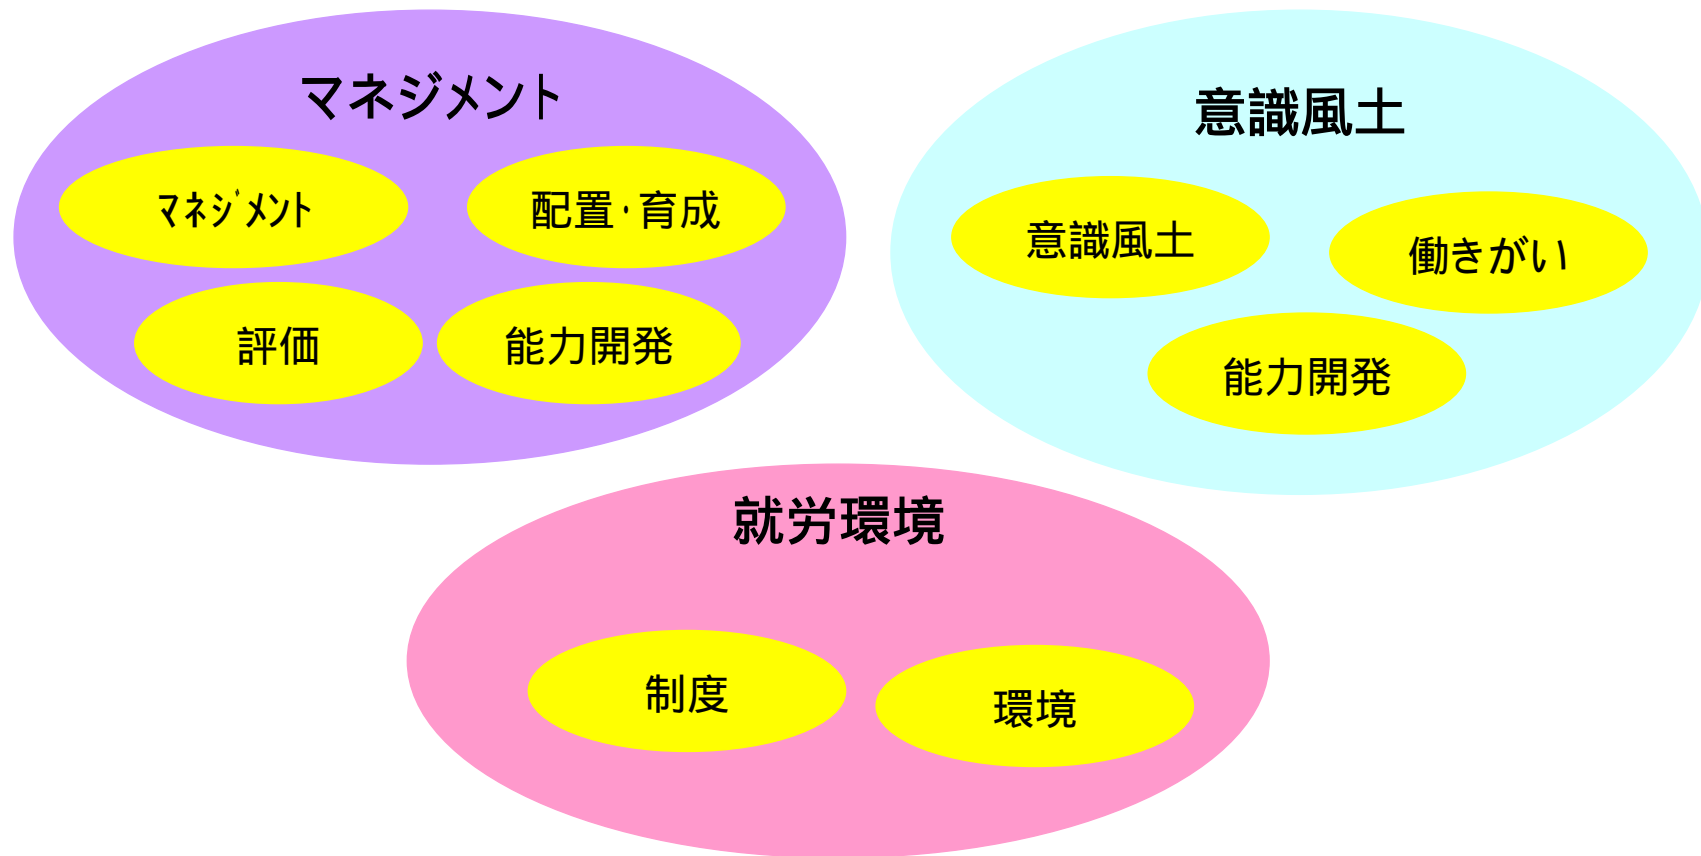 マネジメント
ﾏﾈｼﾞﾒﾝﾄ
配置・育成
評価
能力開発
意識風土
意識風土
働きがい
能力開発
就労環境
制度
環境